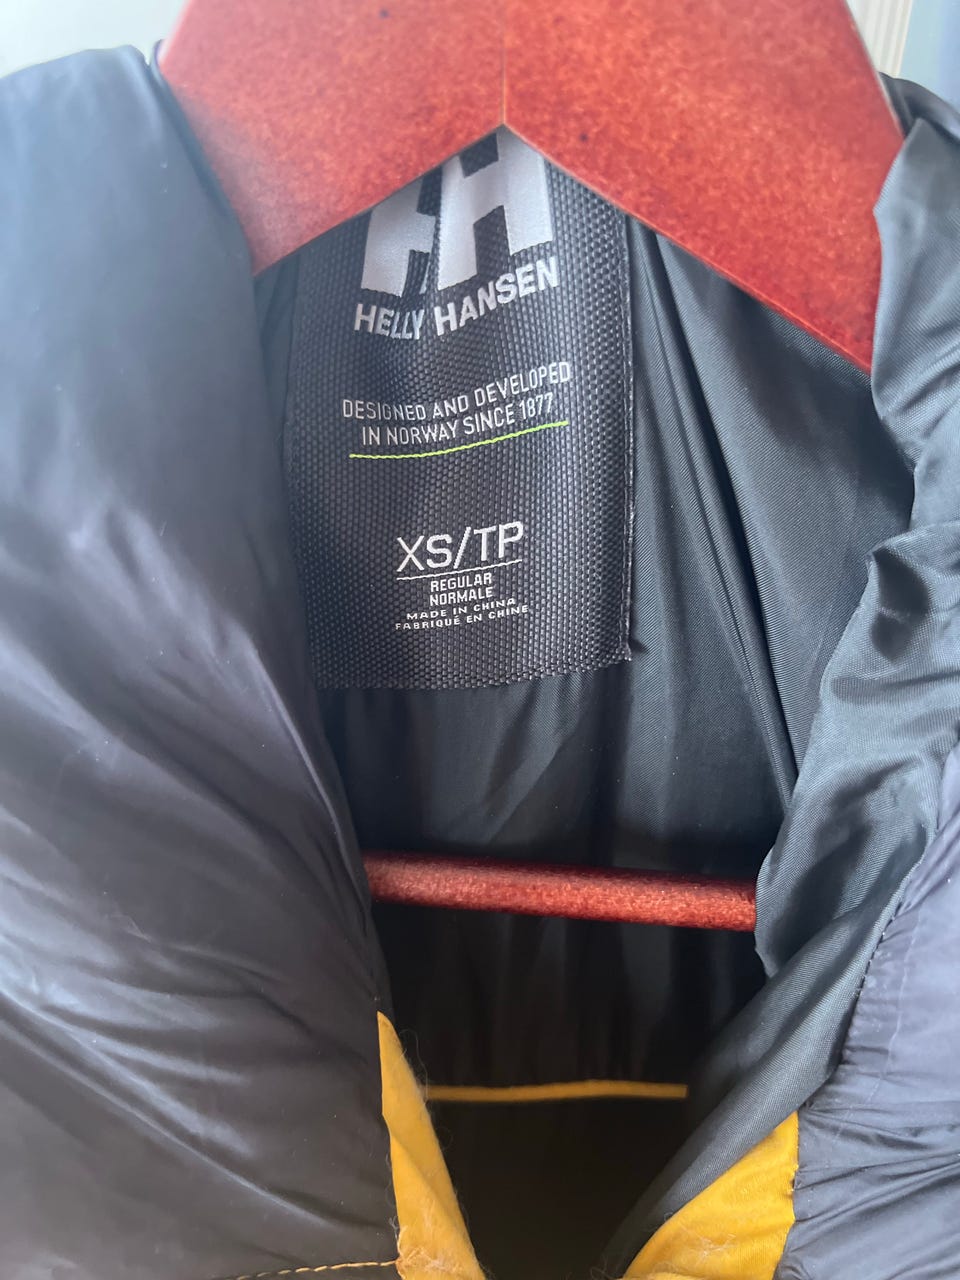 HH
HELLY HANSEN
DESIGNED AND DEVELOPED
IN NORWAY SINCE 1877
XS/TP
REGULAR
NORMALE
MADE IN CHINA
FABRIQUÉ EN CHINE